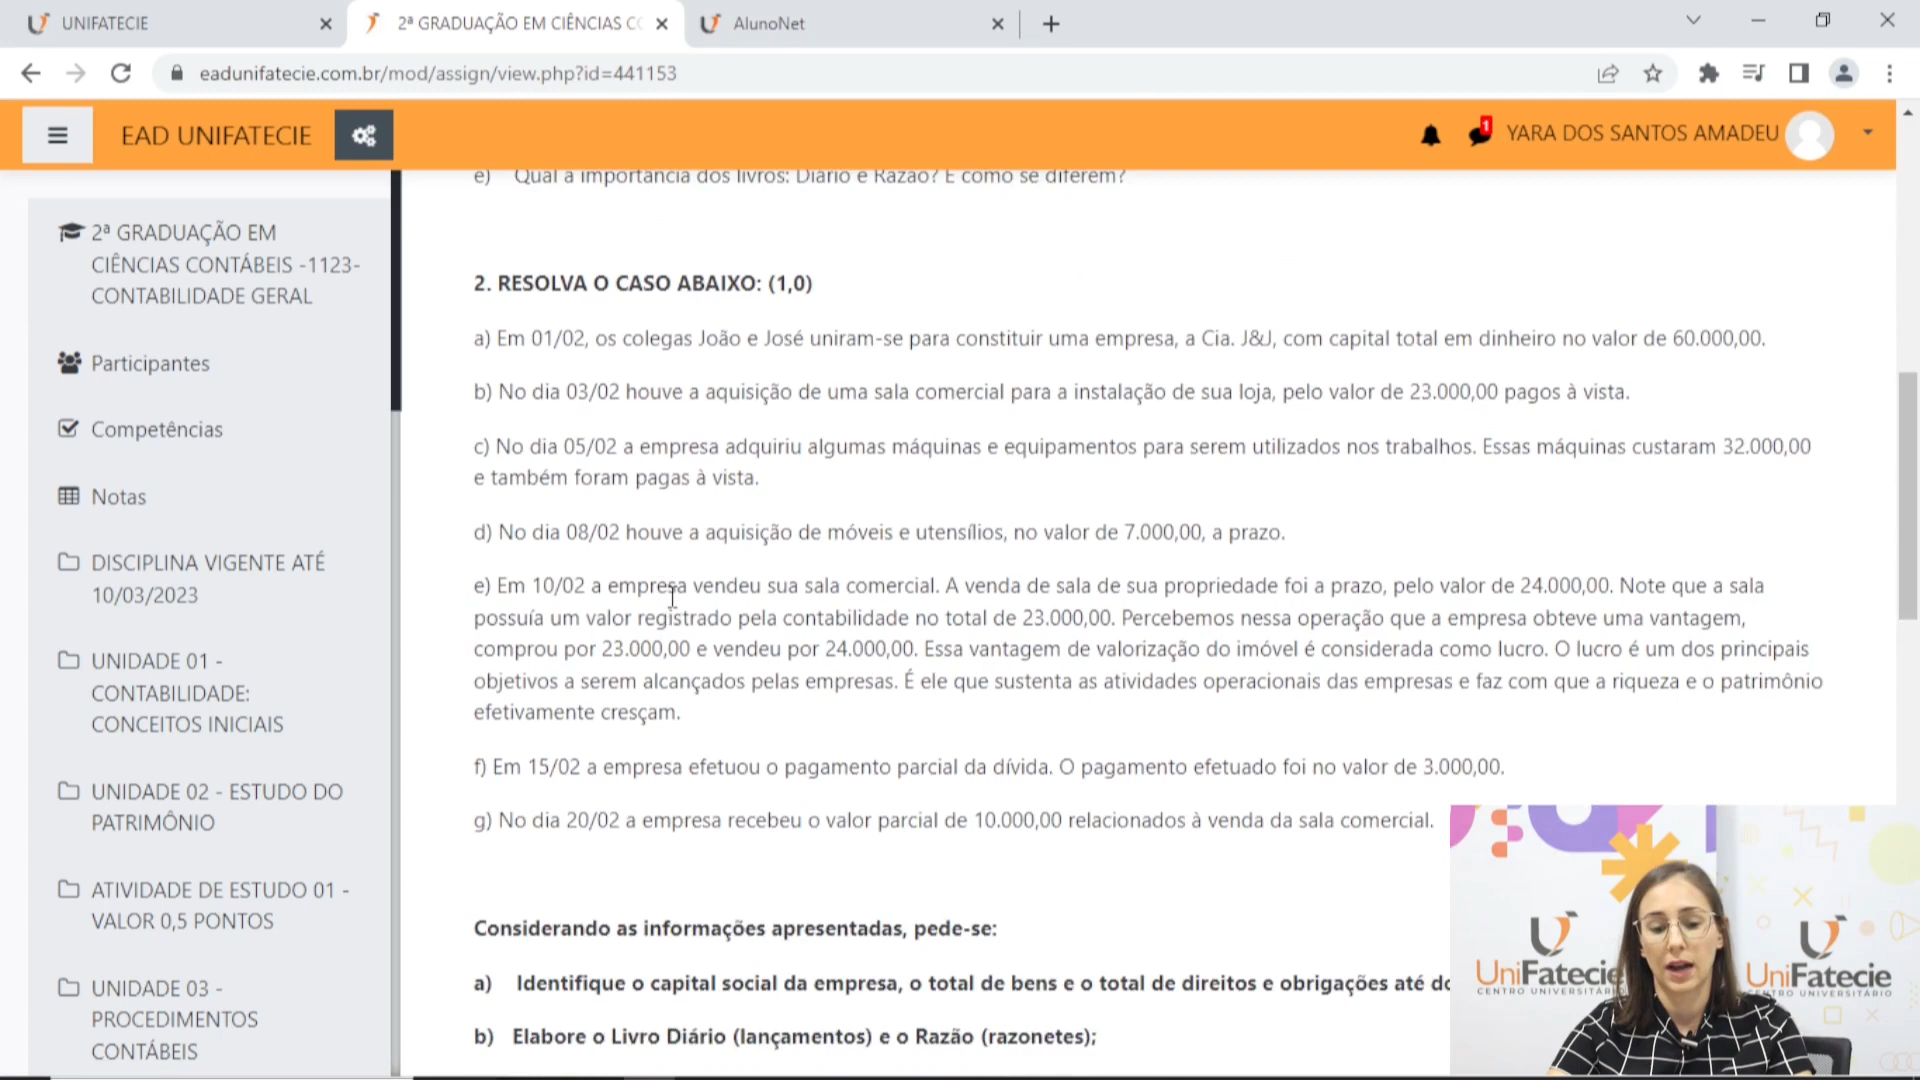 UNIFATECIE
2ª GRADUAÇÃO EM CIÊNCIAS CO
AlunoNet
eadunifatecie.com.br/mod/assign/view.php?id=441153
EAD UNIFATECIE
1
YARA DOS SANTOS AMADEU
2ª GRADUAÇÃO EM
CIÊNCIAS CONTÁBEIS -1123-
CONTABILIDADE GERAL
Participantes
Competências
Notas
DISCIPLINA VIGENTE ATÉ
10/03/2023
UNIDADE 01 -
CONTABILIDADE:
CONCEITOS INICIAIS
UNIDADE 02 - ESTUDO DO
PATRIMÔNIO
ATIVIDADE DE ESTUDO 01 -
VALOR 0,5 PONTOS
UNIDADE 03 -
PROCEDIMENTOS
CONTÁBEIS
e) Qual a importância dos livros: Diário e Razão? E como se diferem?
2. RESOLVA O CASO ABAIXO: (1,0)
a) Em 01/02, os colegas João e José uniram-se para constituir uma empresa, a Cia. J&J, com capital total em dinheiro no valor de 60.000,00.
b) No dia 03/02 houve a aquisição de uma sala comercial para a instalação de sua loja, pelo valor de 23.000,00 pagos à vista.
c) No dia 05/02 a empresa adquiriu algumas máquinas e equipamentos para serem utilizados nos trabalhos. Essas máquinas custaram 32.000,00
e também foram pagas à vista.
d) No dia 08/02 houve a aquisição de móveis e utensílios, no valor de 7.000,00, a prazo.
e) Em 10/02 a empresa vendeu sua sala comercial. A venda de sala de sua propriedade foi a prazo, pelo valor de 24.000,00. Note que a sala
possuía um valor registrado pela contabilidade no total de 23.000,00. Percebemos nessa operação que a empresa obteve uma vantagem,
comprou por 23.000,00 e vendeu por 24.000,00. Essa vantagem de valorização do imóvel é considerada como lucro. O lucro é um dos principais
objetivos a serem alcançados pelas empresas. É ele que sustenta as atividades operacionais das empresas e faz com que a riqueza e o patrimônio
efetivamente cresçam.
f) Em 15/02 a empresa efetuou o pagamento parcial da dívida. O pagamento efetuado foi no valor de 3.000,00.
g) No dia 20/02 a empresa recebeu o valor parcial de 10.000,00 relacionados à venda da sala comercial.
Considerando as informações apresentadas, pede-se:
a) Identifique o capital social da empresa, o total de bens e o total de direitos e obrigações até do
b) Elabore o Livro Diário (lançamentos) e o Razão (razonetes);
UniFatecie
CENTRO UNIVERSITÁRIO
UniFatecie
CENTRO UNIVERSITÁRIO